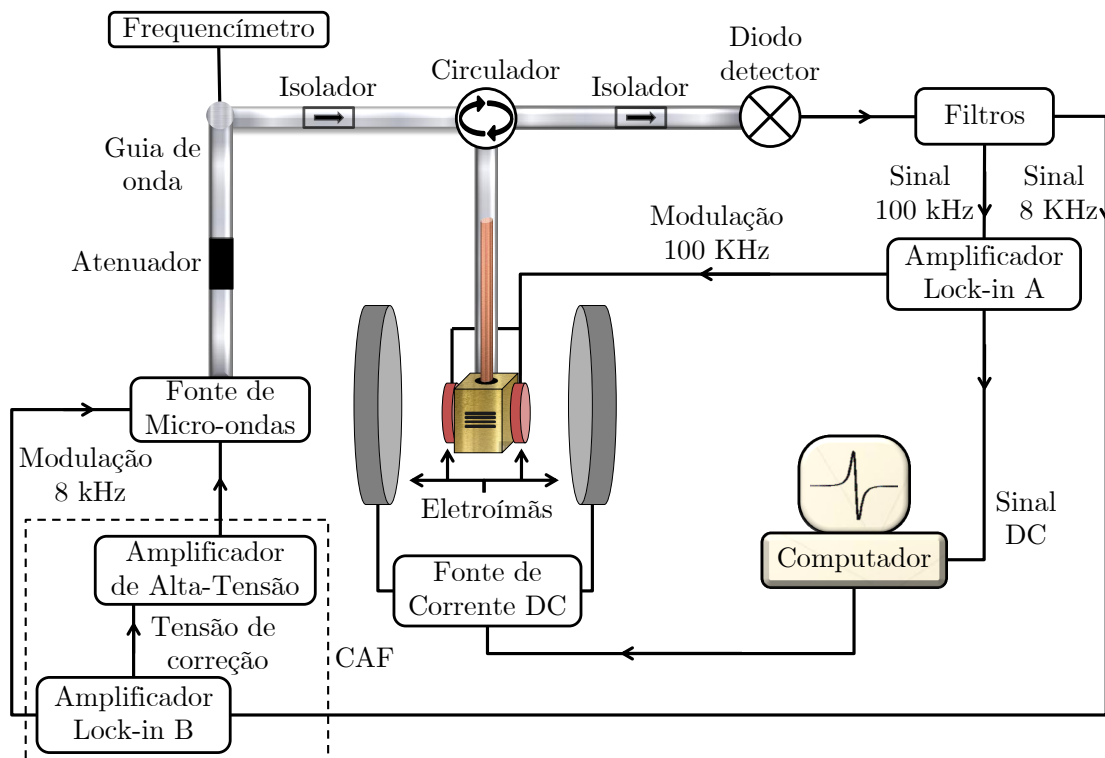 Frequencímetro
Isolador
Circulador
Isolador
Diodo
detector
Filtros
Guia de
onda
Sinal
100 kHz
Sinal
8 KHz
Modulação
100 KHz
Atenuador
Amplificador
Lock-in A
Fonte de
Micro-ondas
Modulação
8 kHz
Eletroímãs
Sinal
DC
Computador
Amplificador
de Alta-Tensão
Fonte de
Corrente DC
Tensão de
correção
CAF
Amplificador
Lock-in B